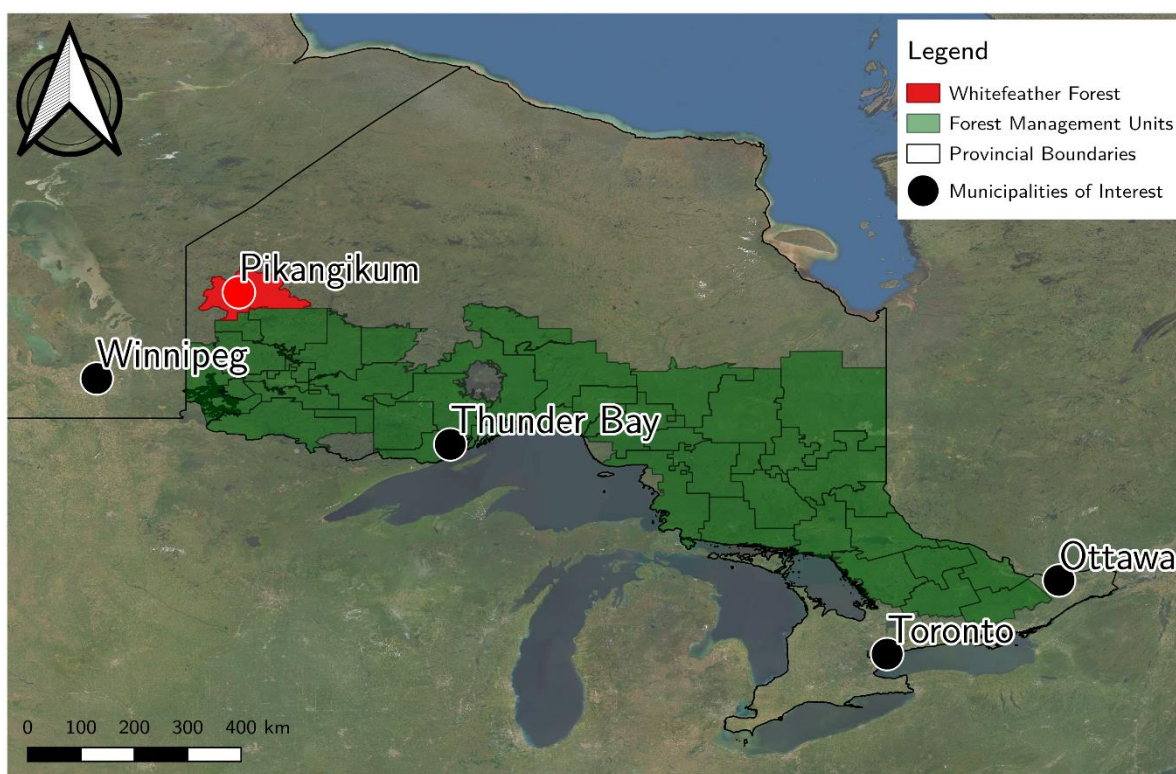 Legend
Whitefeather Forest
Forest Management Units
Provincial Boundaries
Municipalities of Interest
Pikangikum
Winnipeg
Thunder Bay
Ottawa
Toronto
0 100 200 300 400 km